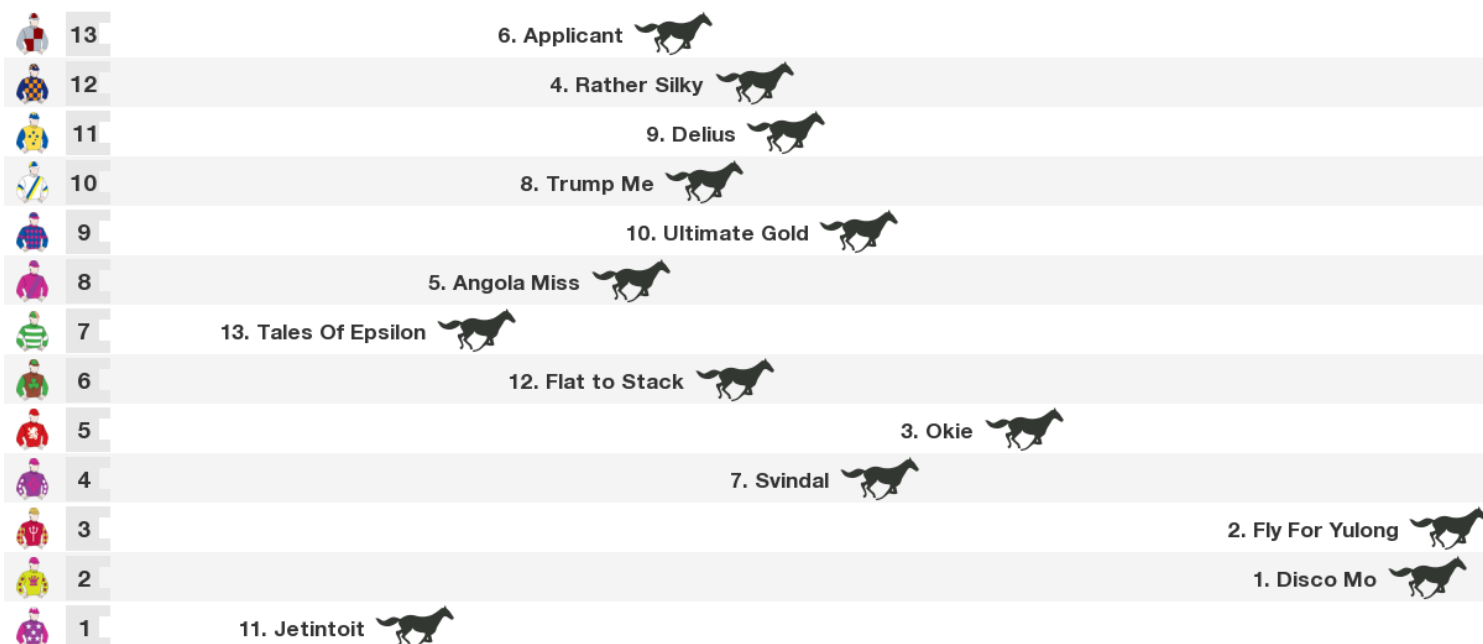 13 6. Applicant
12 4. Rather Silky
11 9. Delius
10 8. Trump Me
9 10. Ultimate Gold
8 5. Angola Miss
7 13. Tales Of Epsilon
6 12. Flat to Stack
5 3. Okie
4 7. Svindal
3 2. Fly For Yulong
2 1. Disco Mo
1 11. Jetintoit